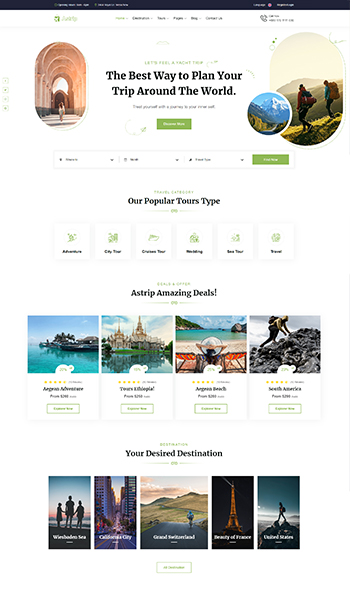 Astrip
Home Destination Tours Pages Blog Contact Us
LET'S FEEL A YACHT TRIP
The Best Way to Plan Your
Trip Around The World.
Treat yourself with a journey to your inner self.
Discover Now
Month
Travel Type
Find Now
TRAVEL CATEGORY
Our Popular Tours Type
Adventure
City Tour
Cruises Tour
Wedding
Sea Tour
Travel
DEALS & OFFER
Astrip Amazing Deals!
Aegean Adventure
Tours Ethiopia!
Aegean Beach
South America
From $260
From $260
From $260
From $260
Explore Now
Explore Now
Explore Now
Explore Now
DESTINATION
Your Desired Destination
Wiesbaden Sea
California City
Grand Switzerland
Beauty of France
United States
All Destination